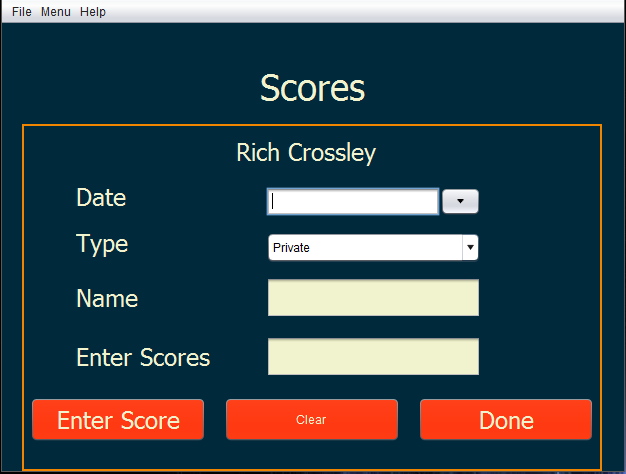 File Menu Help
Scores
Rich Crossley
Date
Type Private
Name
Enter Scores
Enter Score Clear Done